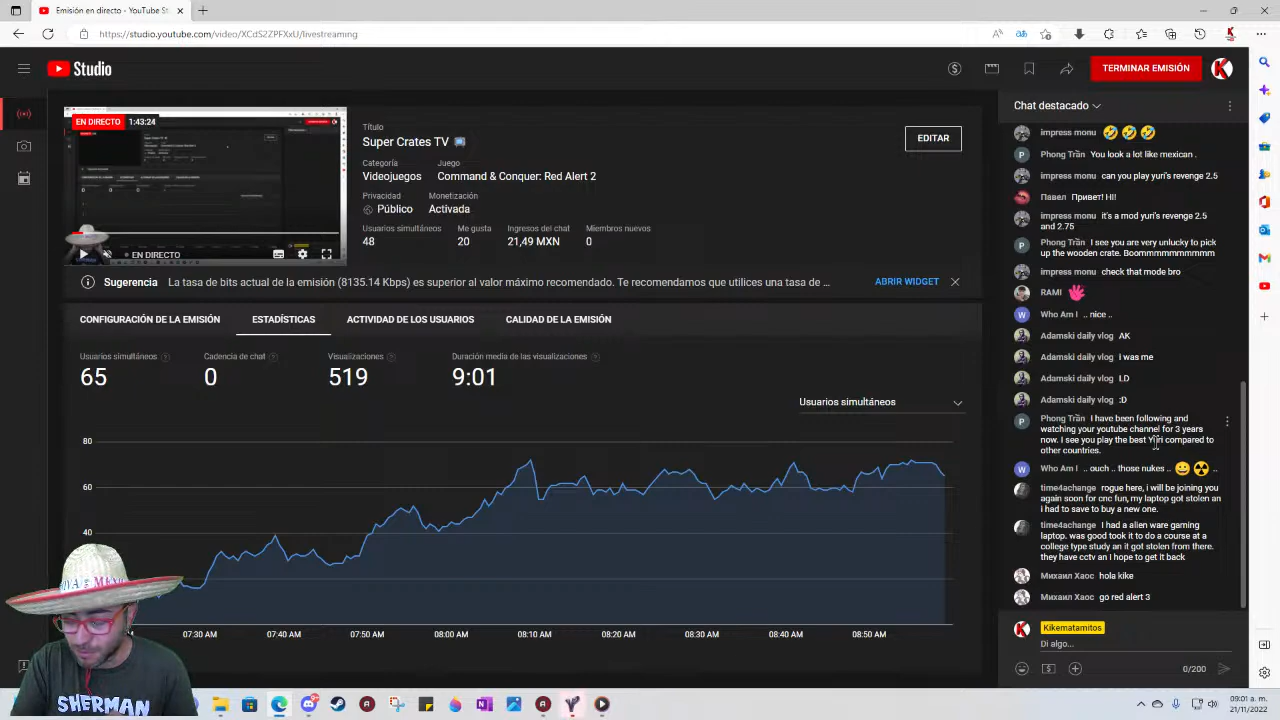 Emisión en directo - YouTube St
https://studio.youtube.com/video/XCdS2ZPFXxU/livestreaming
Studio
TERMINAR EMISIÓN
EN DIRECTO 1:43:24
EN DIRECTO
Título
Super Crates TV
EDITAR
Categoría Juego
Videojuegos Command & Conquer: Red Alert 2
Privacidad Monetización
Público Activada
Usuarios simultáneos Me gusta Ingresos del chat Miembros nuevos
48 20 21,49 MXN 0
Sugerencia La tasa de bits actual de la emisión (8135.14 Kbps) es superior al valor máximo recomendado. Te recomendamos que utilices una tasa de ...
ABRIR WIDGET
CONFIGURACIÓN DE LA EMISIÓN ESTADÍSTICAS ACTIVIDAD DE LOS USUARIOS CALIDAD DE LA EMISIÓN
Usuarios simultáneos Cadencia de chat Visualizaciones Duración media de las visualizaciones
65 0 519 9:01
Usuarios simultáneos
80
60
40
07:30 AM 07:40 AM 07:50 AM 08:00 AM 08:10 AM 08:20 AM 08:30 AM 08:40 AM 08:50 AM
Chat destacado
impress monu 🤣 🤣 🤣
Phong Trần You look a lot like mexican .
impress monu can you play yuri's revenge 2.5
Павел Привет! HI!
impress monu it's a mod yuri's revenge 2.5
and 2.75
Phong Trần I see you are very unlucky to pick
up the wooden crate. Boommmmmmmmm
impress monu check that mode bro
RAMI
Who Am I .. nice ..
Adamski daily vlog AK
Adamski daily vlog I was me
Adamski daily vlog LD
Adamski daily vlog :D
Phong Trần I have been following and
watching your youtube channel for 3 years
now. I see you play the best Yuri compared to
other countries.
Who Am I .. ouch .. those nukes .. 😀 ☢ ..
time4achange rogue here, i will be joining you
again soon for cnc fun, my laptop got stolen an
i had to save to buy a new one.
time4achange I had a alien ware gaming
laptop. was good took it to do a course at a
college type study an it got stolen from there.
they have cctv an I hope to get it back
Михаил Хаос hola kike
Михаил Хаос go red alert 3
Kikematamitos
Di algo...
0/200
SHERMAN
09:01 a. m.
21/11/2022